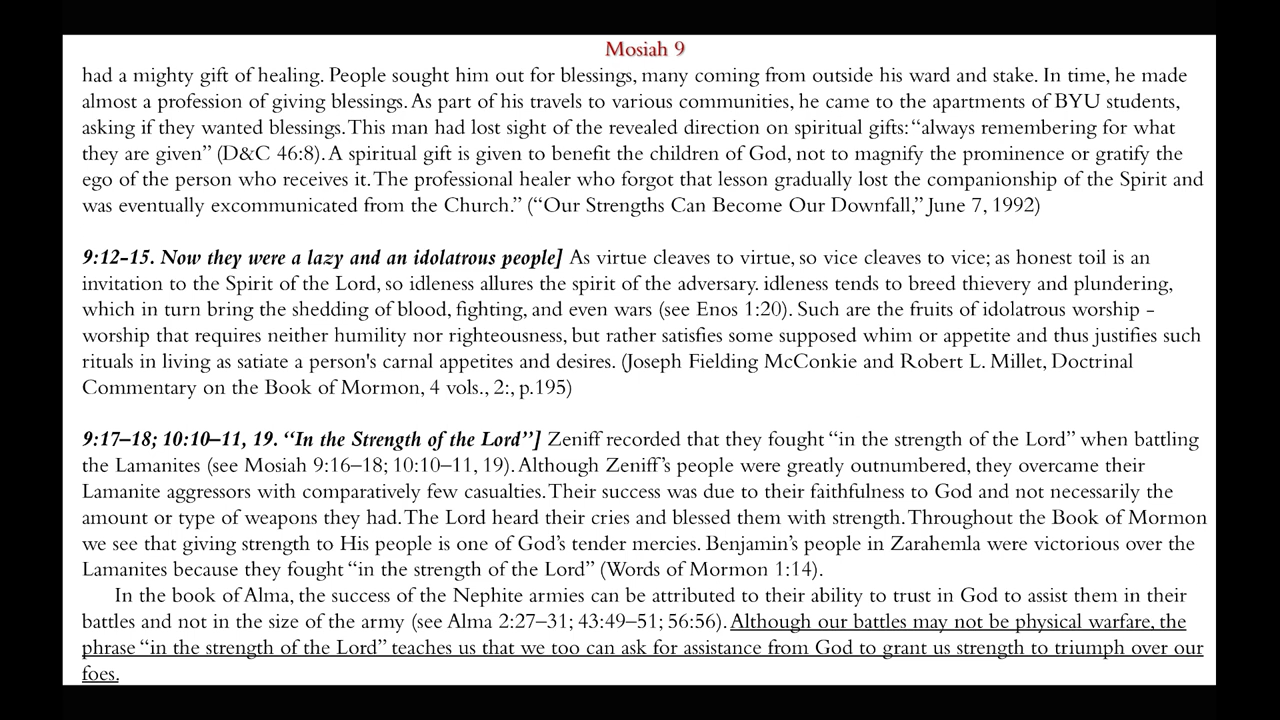 Mosiah 9
had a mighty gift of healing. People sought him out for blessings, many coming from outside his ward and stake. In time, he made
almost a profession of giving blessings. As part of his travels to various communities, he came to the apartments of BYU students,
asking if they wanted blessings. This man had lost sight of the revealed direction on spiritual gifts: “always remembering for what
they are given” (D&C 46:8). A spiritual gift is given to benefit the children of God, not to magnify the prominence or gratify the
ego of the person who receives it. The professional healer who forgot that lesson gradually lost the companionship of the Spirit and
was eventually excommunicated from the Church.” (“Our Strengths Can Become Our Downfall,” June 7, 1992)
9:12-15. Now they were a lazy and an idolatrous people] As virtue cleaves to virtue, so vice cleaves to vice; as honest toil is an
invitation to the Spirit of the Lord, so idleness allures the spirit of the adversary. idleness tends to breed thievery and plundering,
which in turn bring the shedding of blood, fighting, and even wars (see Enos 1:20). Such are the fruits of idolatrous worship -
worship that requires neither humility nor righteousness, but rather satisfies some supposed whim or appetite and thus justifies such
rituals in living as satiate a person's carnal appetites and desires. (Joseph Fielding McConkie and Robert L. Millet, Doctrinal
Commentary on the Book of Mormon, 4 vols., 2:, p.195)
9:17–18; 10:10–11, 19. “In the Strength of the Lord”] Zeniff recorded that they fought “in the strength of the Lord” when battling
the Lamanites (see Mosiah 9:16–18; 10:10–11, 19). Although Zeniff’s people were greatly outnumbered, they overcame their
Lamanite aggressors with comparatively few casualties. Their success was due to their faithfulness to God and not necessarily the
amount or type of weapons they had. The Lord heard their cries and blessed them with strength. Throughout the Book of Mormon
we see that giving strength to His people is one of God’s tender mercies. Benjamin’s people in Zarahemla were victorious over the
Lamanites because they fought “in the strength of the Lord” (Words of Mormon 1:14).
In the book of Alma, the success of the Nephite armies can be attributed to their ability to trust in God to assist them in their
battles and not in the size of the army (see Alma 2:27–31; 43:49–51; 56:56). Although our battles may not be physical warfare, the
phrase “in the strength of the Lord” teaches us that we too can ask for assistance from God to grant us strength to triumph over our
foes.